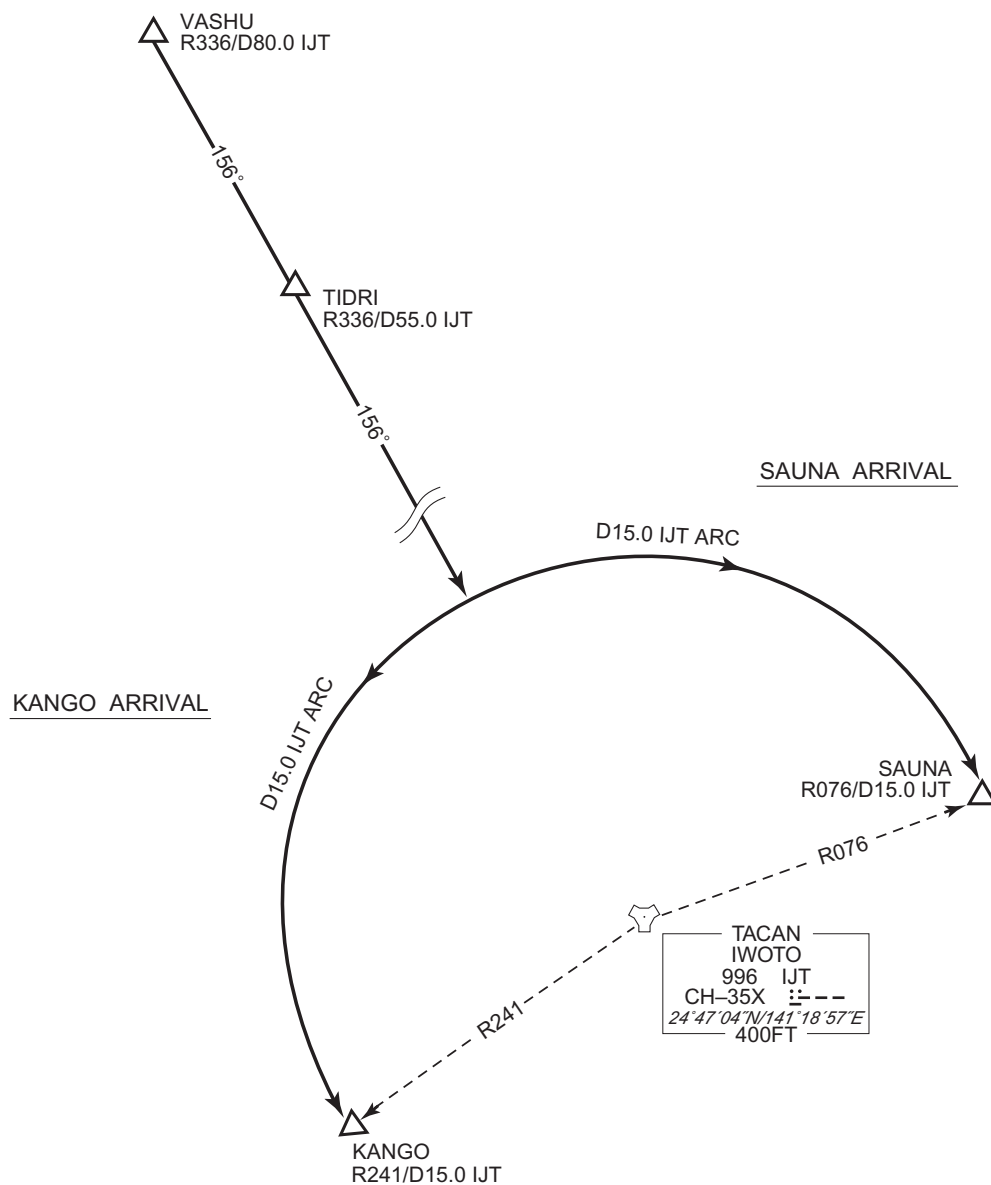 VASHU
R336/D80.0 IJT
156°
TIDRI
R336/D55.0 IJT
156°
SAUNA ARRIVAL
D15.0 IJT ARC
KANGO ARRIVAL
D15.0 IJT ARC
SAUNA
R076/D15.0 IJT
R076
TACAN
IWOTO
996 IJT
CH–35X
24°47′04″N/141°18′57″E
400FT
R241
KANGO
R241/D15.0 IJT